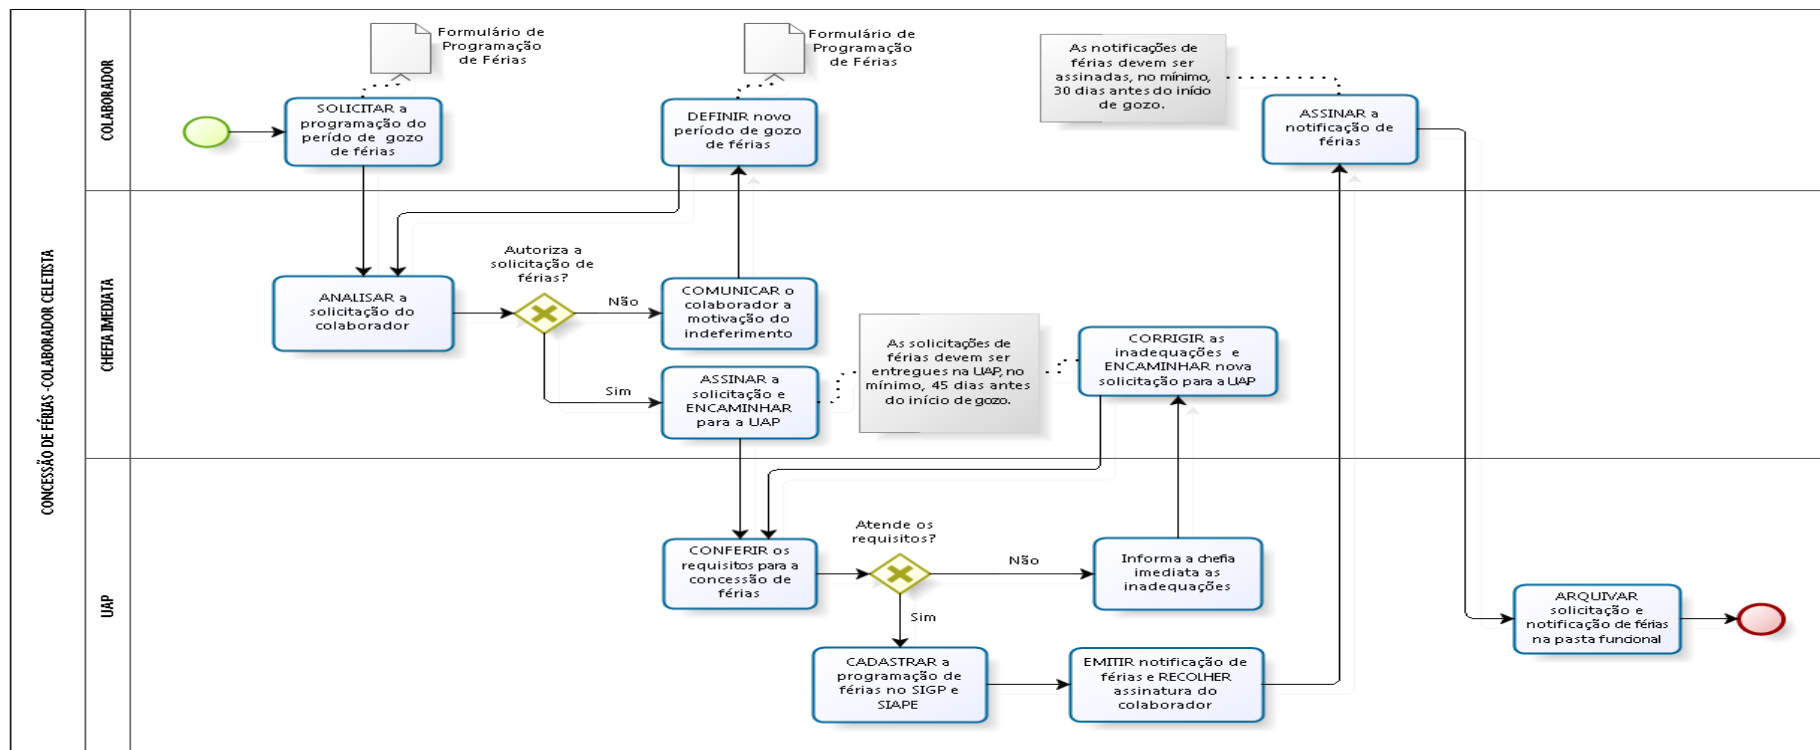 CONCESSÃO DE FÉRIAS -COLABORADOR CELETISTA
COLABORADOR
Formulário de
Programação
de Férias
SOLICITAR a
programação do
perído de gozo
de férias
Formulário de
Programação
de Férias
DEFINIR novo
período de gozo
de férias
As notificações de
férias devem ser
assinadas, no mínimo,
30 dias antes do início
de gozo.
ASSINAR a
notificação de
férias
CHEFIA IMEDIATA
ANALISAR a
solicitação do
colaborador
Autoriza a
solicitação de
férias?
Não
Sim
COMUNICAR o
colaborador a
motivação do
indeferimento
ASSINAR a
solicitação e
ENCAMINHAR
para a UAP
As solicitações de
férias devem ser
entregues na UAP, no
mínimo, 45 dias antes
do início de gozo.
CORRIGIR as
inadequações e
ENCAMINHAR nova
solicitação para a UAP
UAP
CONFERIR os
requisitos para a
concessão de
férias
Atende os
requisitos?
Não
Sim
Informa a chefia
imediata as
inadequações
CADASTRAR a
programação de
férias no SIGP e
SIAPE
EMITIR notificação de
férias e RECOLHER
assinatura do
colaborador
ARQUIVAR
solicitação e
notificação de férias
na pasta funcional